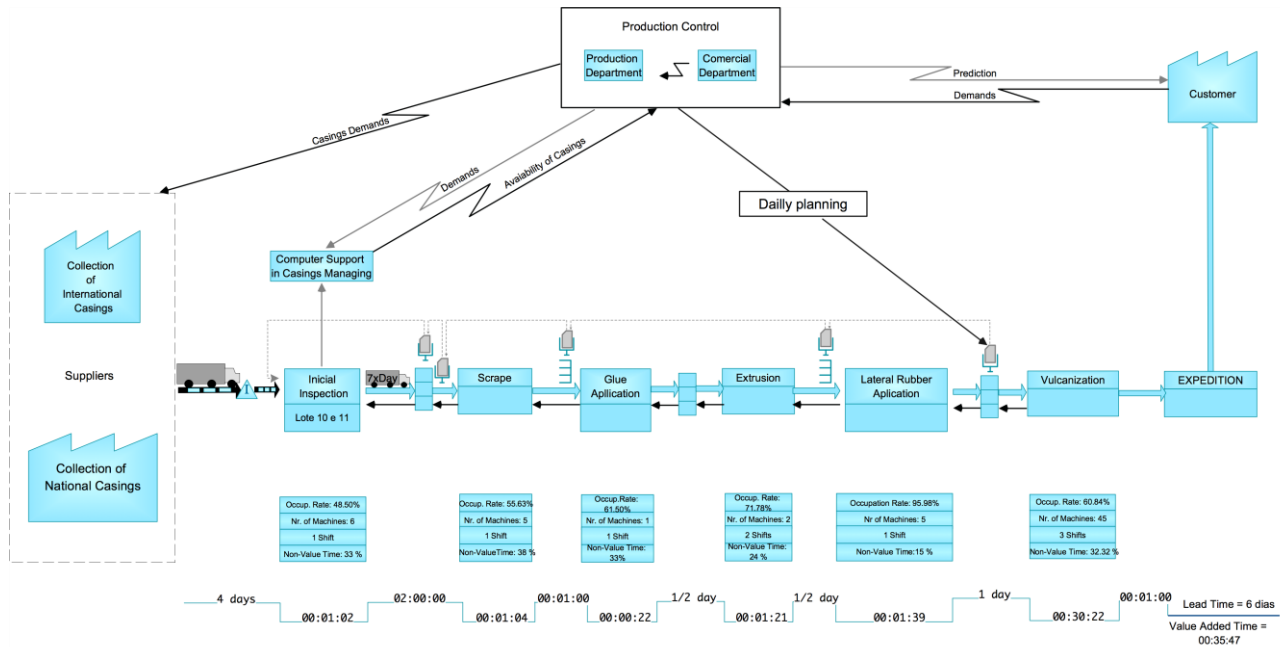 Production Control
Production
Department
Comercial
Department
Prediction
Demands
Customer
Casings Demands
Demands
Avaiability of Casings
Dailly planning
Computer Support
in Casings Managing
Collection
of
International
Casings
Suppliers
Collection of
National Casings
I
Inicial
Inspection
Lote 10 e 11
7xDay
Scrape
Glue
Apllication
Extrusion
Lateral Rubber
Aplication
Vulcanization
EXPEDITION
Occup. Rate: 48.50%
Nr. of Machines: 6
1 Shift
Non-Value Time: 33 %
Occup. Rate: 55.63%
Nr. of Machines: 5
1 Shift
Non-ValueTime: 38 %
Occup.Rate:
61.50%
Nr. of Machines: 1
1 Shift
Non-Value Time:
33%
Occup. Rate:
71.78%
Nr. of Machines: 2
2 Shifts
Non-Value Time:
24 %
Occupation Rate: 95.98%
Nr of Machines: 5
1 Shift
Non-Value Time:15 %
Occup. Rate: 60.84%
Nr. of Machines: 45
3 Shifts
Non-Value Time: 32.32 %
4 days
00:01:02
02:00:00
00:01:04
00:01:00
00:00:22
1/2 day
00:01:21
1/2 day
00:01:39
1 day
00:30:22
00:01:00
Lead Time = 6 dias
Value Added Time =
00:35:47